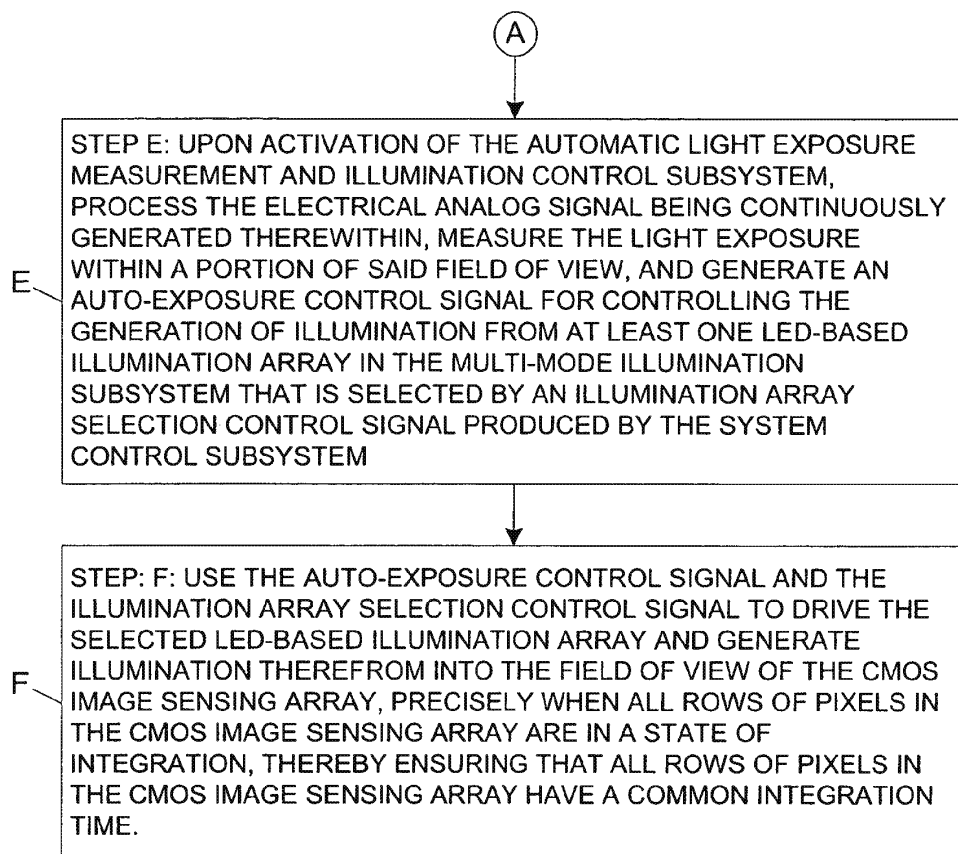 A
STEP E: UPON ACTIVATION OF THE AUTOMATIC LIGHT EXPOSURE
MEASUREMENT AND ILLUMINATION CONTROL SUBSYSTEM,
PROCESS THE ELECTRICAL ANALOG SIGNAL BEING CONTINUOUSLY
GENERATED THEREWITHIN, MEASURE THE LIGHT EXPOSURE
WITHIN A PORTION OF SAID FIELD OF VIEW, AND GENERATE AN
AUTO-EXPOSURE CONTROL SIGNAL FOR CONTROLLING THE
GENERATION OF ILLUMINATION FROM AT LEAST ONE LED-BASED
ILLUMINATION ARRAY IN THE MULTI-MODE ILLUMINATION
SUBSYSTEM THAT IS SELECTED BY AN ILLUMINATION ARRAY
SELECTION CONTROL SIGNAL PRODUCED BY THE SYSTEM
CONTROL SUBSYSTEM
E
STEP: F: USE THE AUTO-EXPOSURE CONTROL SIGNAL AND THE
ILLUMINATION ARRAY SELECTION CONTROL SIGNAL TO DRIVE THE
SELECTED LED-BASED ILLUMINATION ARRAY AND GENERATE
ILLUMINATION THEREFROM INTO THE FIELD OF VIEW OF THE CMOS
IMAGE SENSING ARRAY, PRECISELY WHEN ALL ROWS OF PIXELS IN
THE CMOS IMAGE SENSING ARRAY ARE IN A STATE OF
INTEGRATION, THEREBY ENSURING THAT ALL ROWS OF PIXELS IN
THE CMOS IMAGE SENSING ARRAY HAVE A COMMON INTEGRATION
TIME.
F